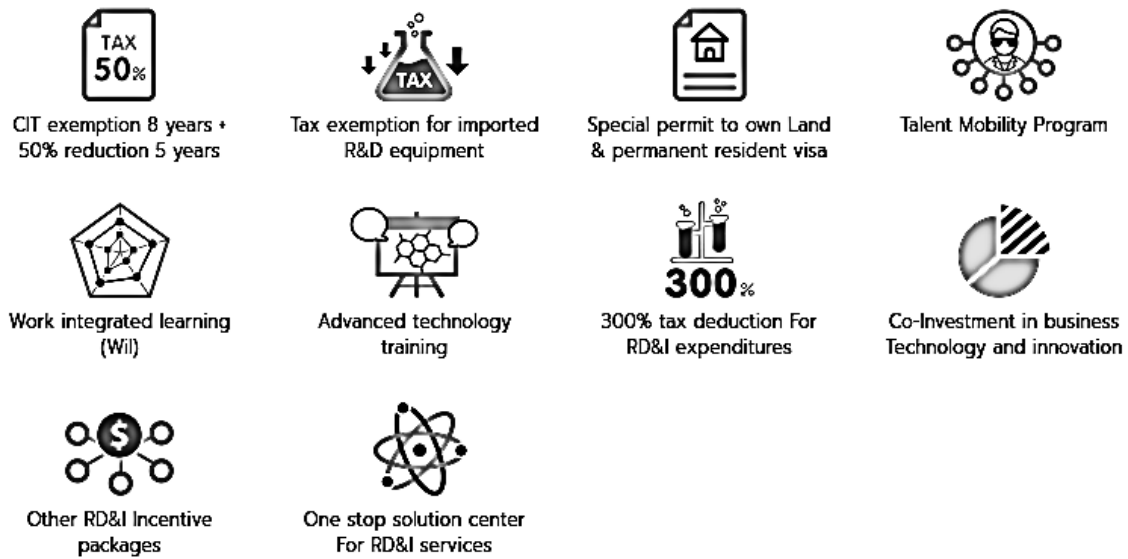 TAX
50%
CIT exemption 8 years +
50% reduction 5 years
TAX
Tax exemption for imported
R&D equipment
Special permit to own Land
& permanent resident visa
Talent Mobility Program
Work integrated learning
(Wil)
Advanced technology
training
300%
300% tax deduction For
RD&I expenditures
Co-Investment in business
Technology and innovation
$
Other RD&I Incentive
packages
One stop solution center
For RD&I services